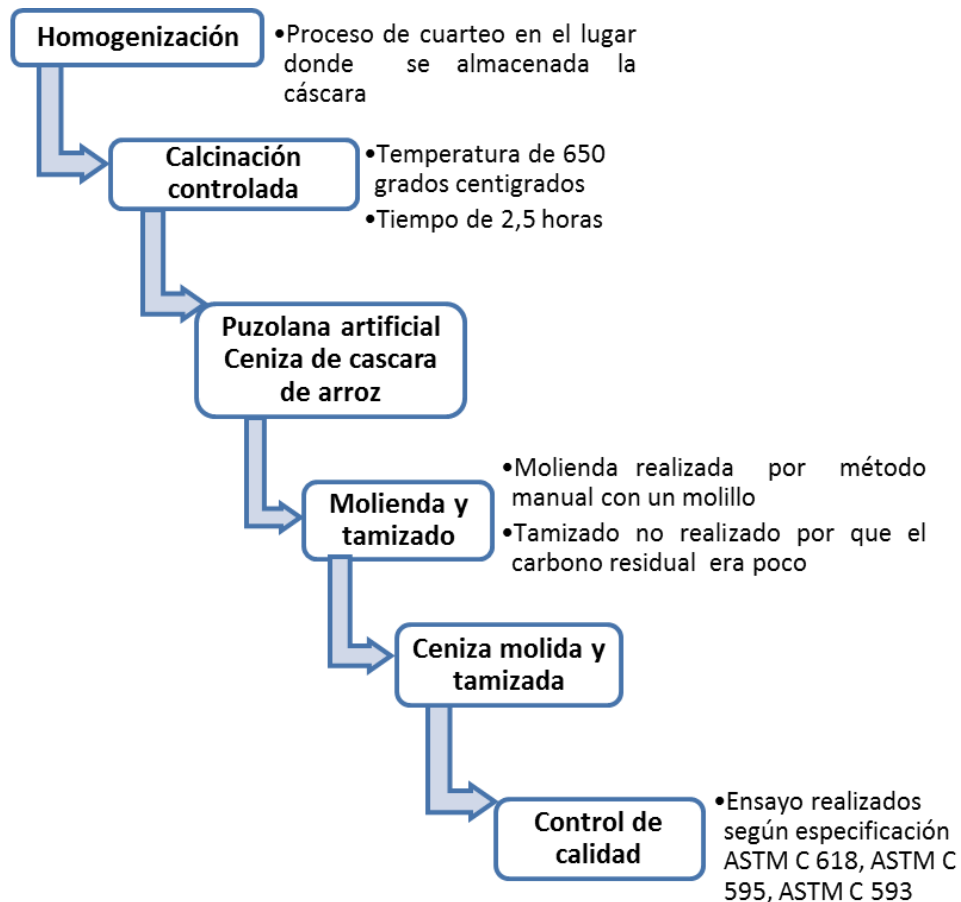 Homogenización
•Proceso de cuarteo en el lugar
donde se almacenada la
cáscara
Calcinación
controlada
•Temperatura de 650
grados centigrados
•Tiempo de 2,5 horas
Puzolana artificial
Ceniza de cascara
de arroz
Molienda y
tamizado
•Molienda realizada por método
manual con un molillo
•Tamizado no realizado por que el
carbono residual era poco
Ceniza molida y
tamizada
Control de
calidad
•Ensayo realizados
según especificación
ASTM C 618, ASTM C
595, ASTM C 593